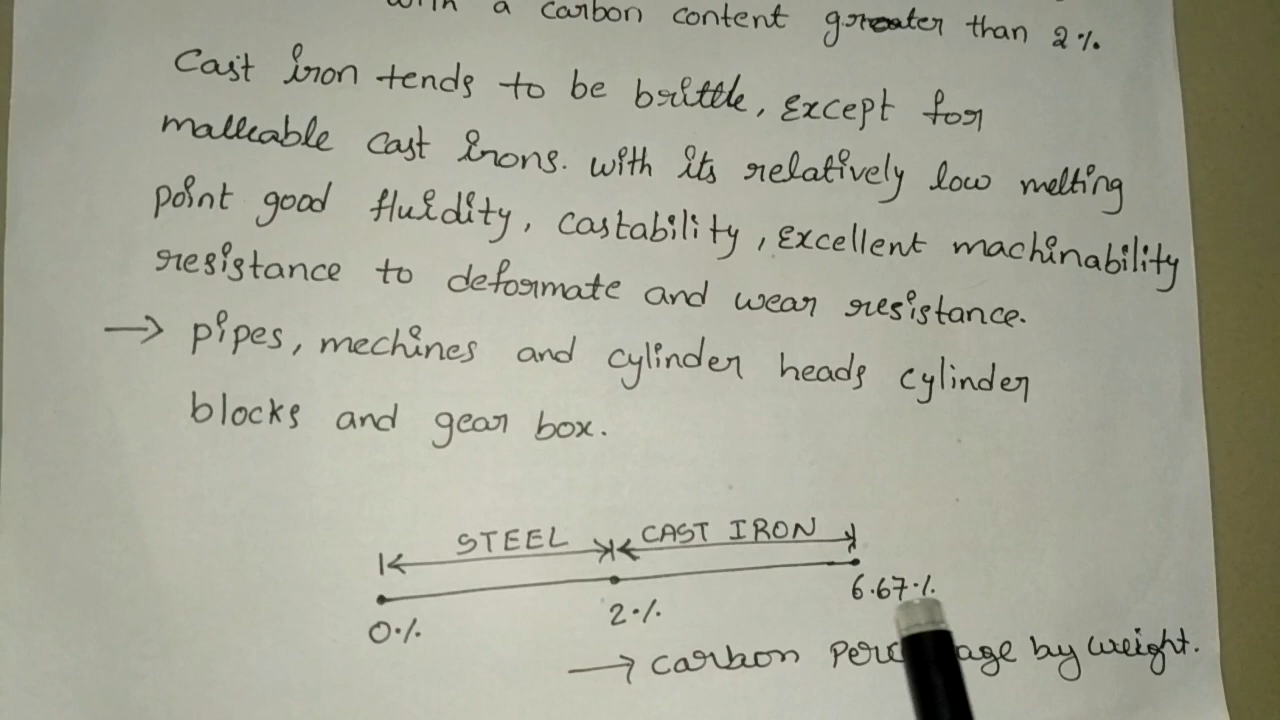 with a carbon content greater than 2%
Cast iron tends to be brittle, Except for
malleable cast irons. with its relatively low melting
point good fluidity, castability, Excellent machinability
resistance to deformate and wear resistance.
→ pipes, mechines and cylinder heads cylinder
blocks and gear box.
STEEL CAST IRON
0% 2% 6.67%
→ carbon percentage by weight.